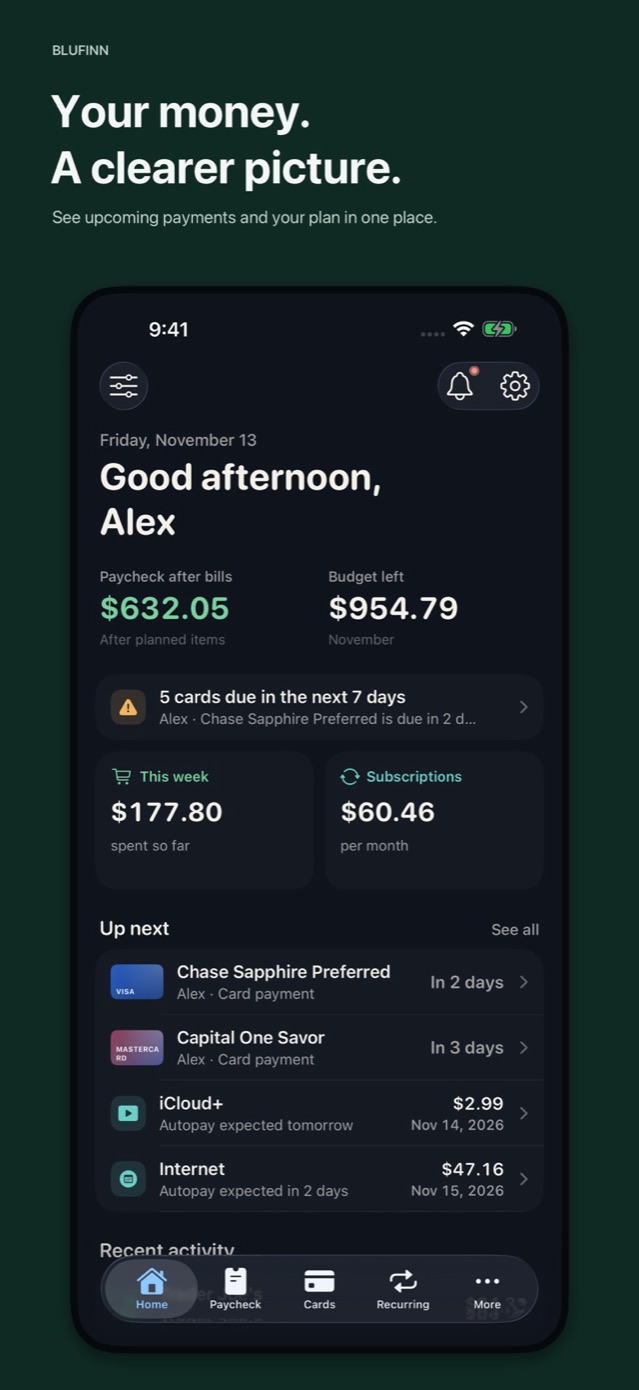 BLUFINN
Your money.
A clearer picture.
See upcoming payments and your plan in one place.
9:41
Friday, November 13
Good afternoon,
Alex
Paycheck after bills
$632.05
After planned items
Budget left
$954.79
November
5 cards due in the next 7 days
Alex · Chase Sapphire Preferred is due in 2 d...
This week
$177.80
spent so far
Subscriptions
$60.46
per month
Up next
See all
VISA
Chase Sapphire Preferred
Alex · Card payment
In 2 days
MASTERCA
RD
Capital One Savor
Alex · Card payment
In 3 days
iCloud+
Autopay expected tomorrow
$2.99
Nov 14, 2026
Internet
Autopay expected in 2 days
$47.16
Nov 15, 2026
Recent activity
Home
Paycheck
Cards
Recurring
More